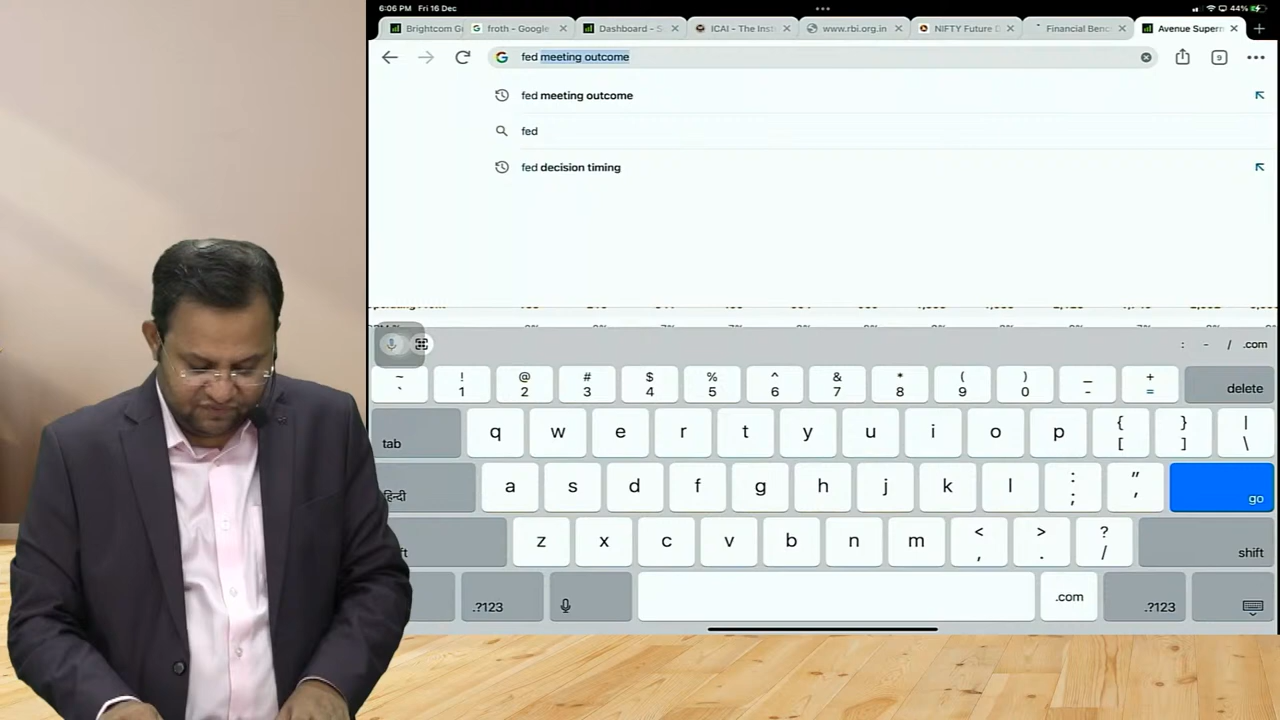 6:06 PM Fri 16 Dec
44%
Brightcom G
froth - Google
Dashboard - S
ICAI - The Inst
www.rbi.org.in
NIFTY Future D
Financial Benc
Avenue Superm
fed meeting outcome
9
fed meeting outcome
fed
fed decision timing
: - / .com
~ ! @ # $ % ^ & * ( ) _ +
` 1 2 3 4 5 6 7 8 9 0 - = delete
tab q w e r t y u i o p { [ } ] | \
हिन्दी a s d f g h j k l : ; " ' go
z x c v b n m < , > . ? / shift
.?123 .com .?123